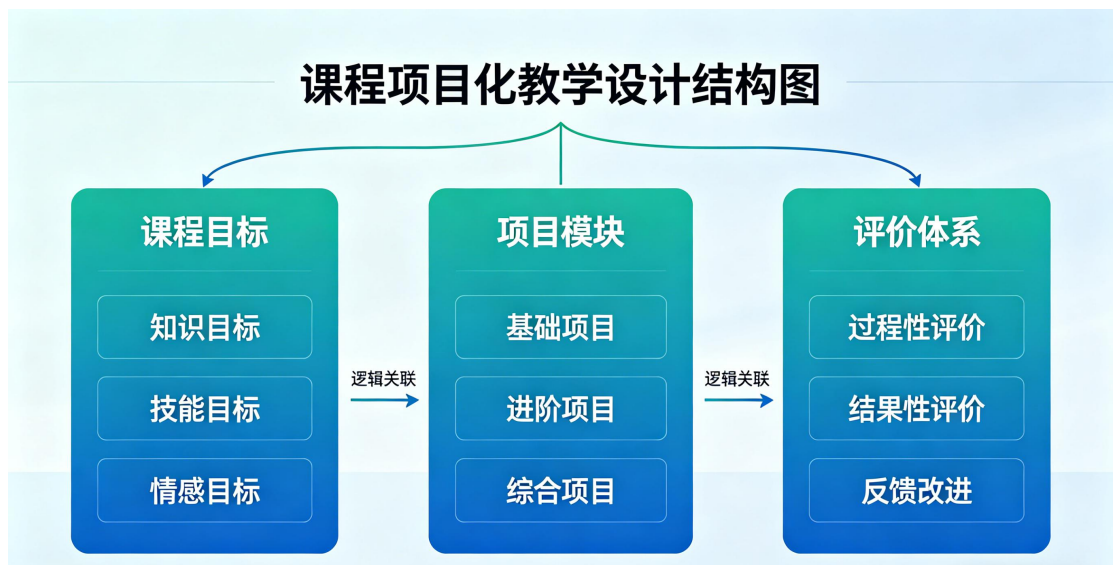 课程项目化教学设计结构图
课程目标
知识目标
技能目标
情感目标
逻辑关联
项目模块
基础项目
进阶项目
综合项目
逻辑关联
评价体系
过程性评价
结果性评价
反馈改进